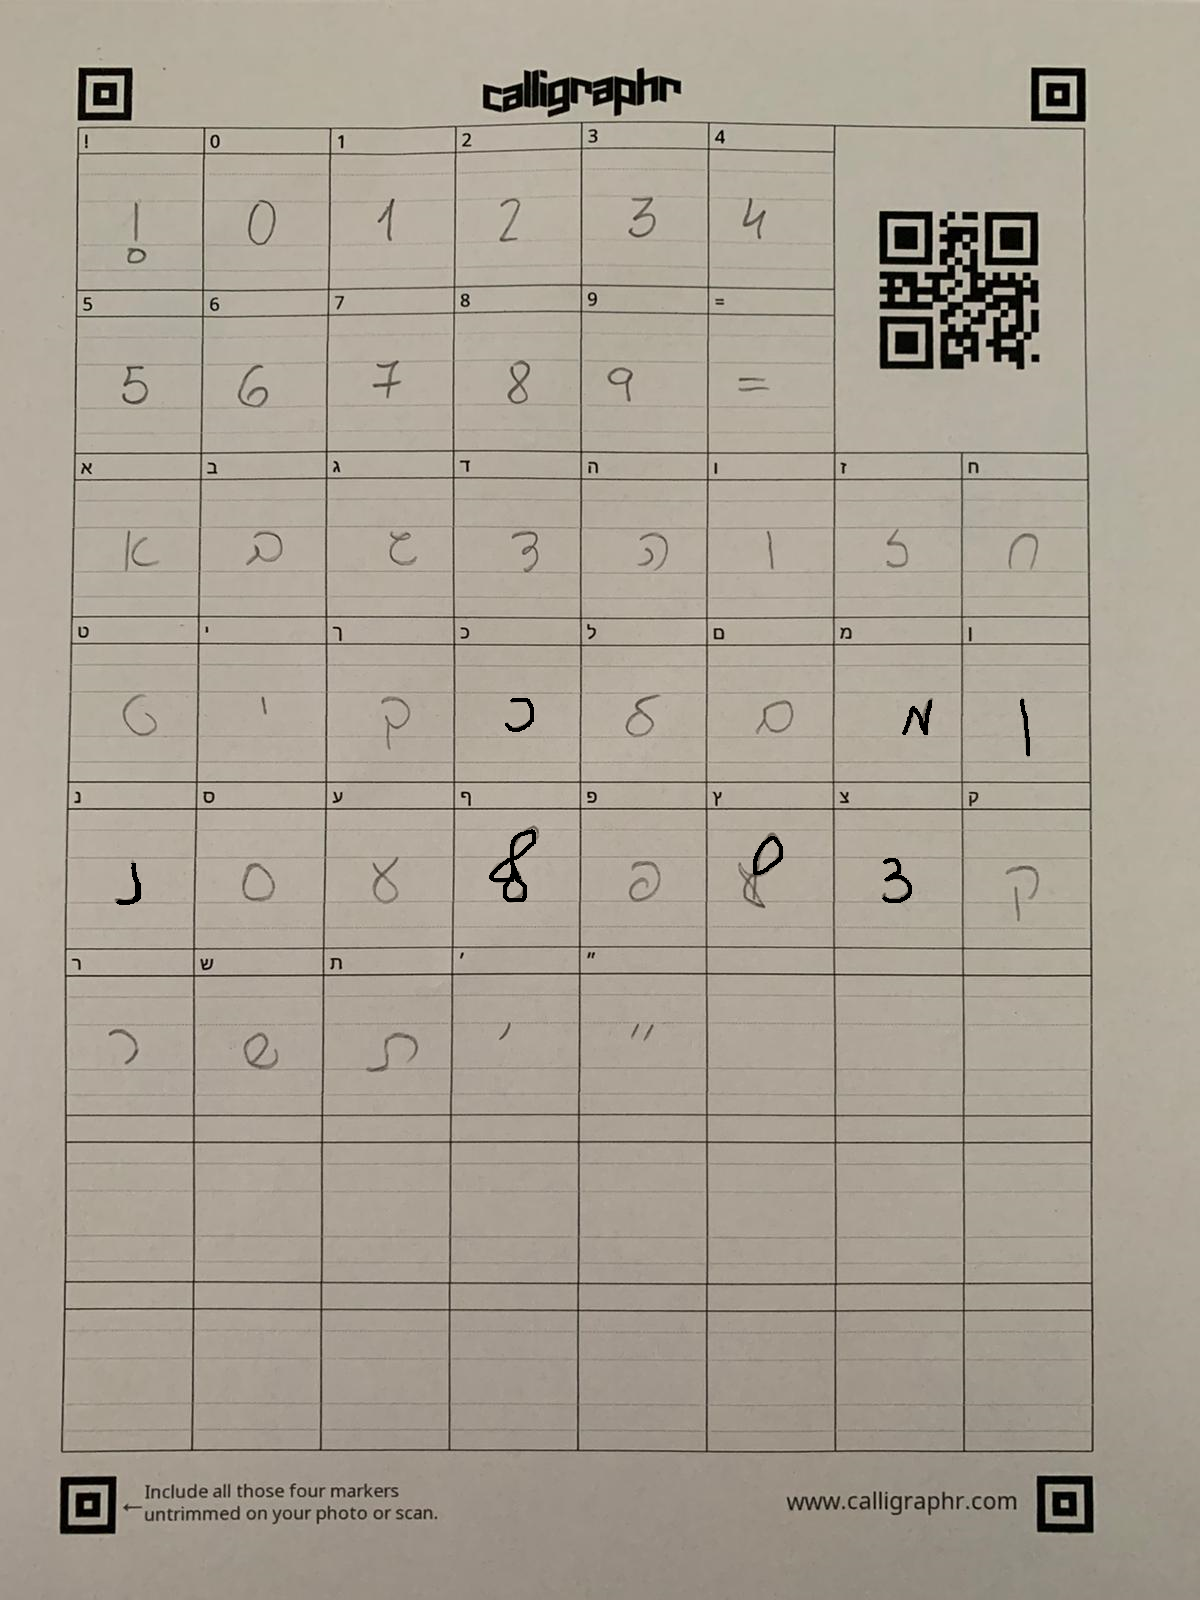 calligraphr
! 0 1 2 3 4
! 0 1 2 3 4
5 6 7 8 9 =
5 6 7 8 9 =
א ב ג ד ה ו ז ח
א ב ג ד ה ו ז ח
ט י ך כ ל ם מ ן
ט י ך כ ל ם מ ן
נ ס ע ף פ ץ צ ק
נ ס ע ף פ ץ צ ק
ר ש ת ׳ ״
ר ש ת ׳ ״
Include all those four markers
←untrimmed on your photo or scan.
www.calligraphr.com